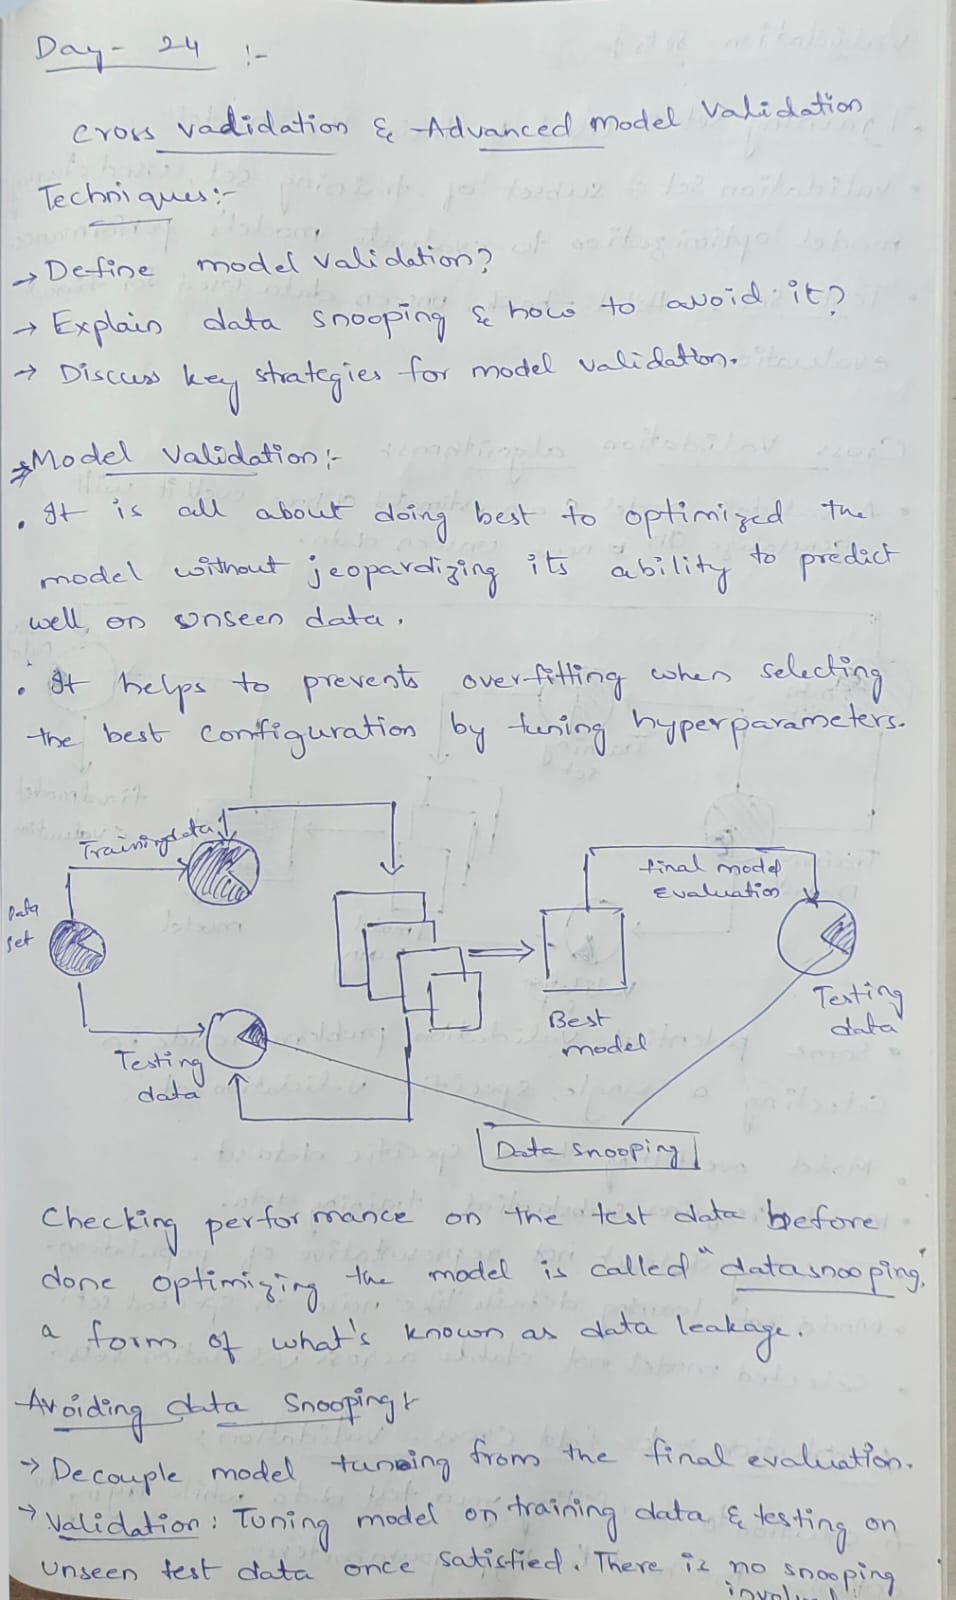 Day- 24 :-
Cross vadidation & Advanced Model Validation
Techniques:-
→ Define model validation?
→ Explain data snooping & how to avoid it?
→ Discuss key strategies for model validation.
⇒ Model Validation:-
• It is all about doing best to optimized the
model without jeopardizing its ability to predict
well on unseen data.
• It helps to prevents overfitting when selecting
the best configuration by tuning hyperparameters.
Training data
Data
set
Testing
data
Best
model
final model
Evaluation
Testing
data
Data snooping
Checking performance on the test data before
done optimizing the model is called "datasnooping"
a form of what's known as data leakage.
Avoiding data Snooping:-
→ Decouple model tunning from the final evaluation.
→ Validation: Tuning model on training data & testing on
unseen test data once satisfied. There is no snooping